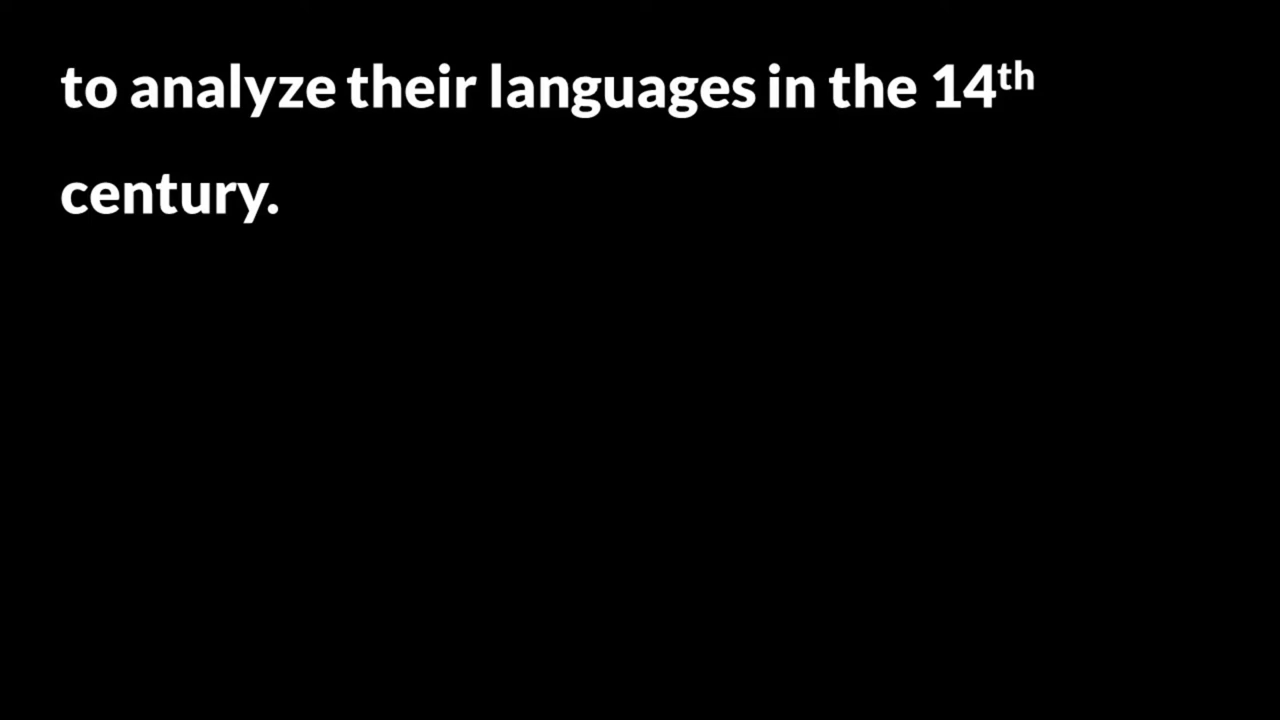 to analyze their languages in the 14th
century.